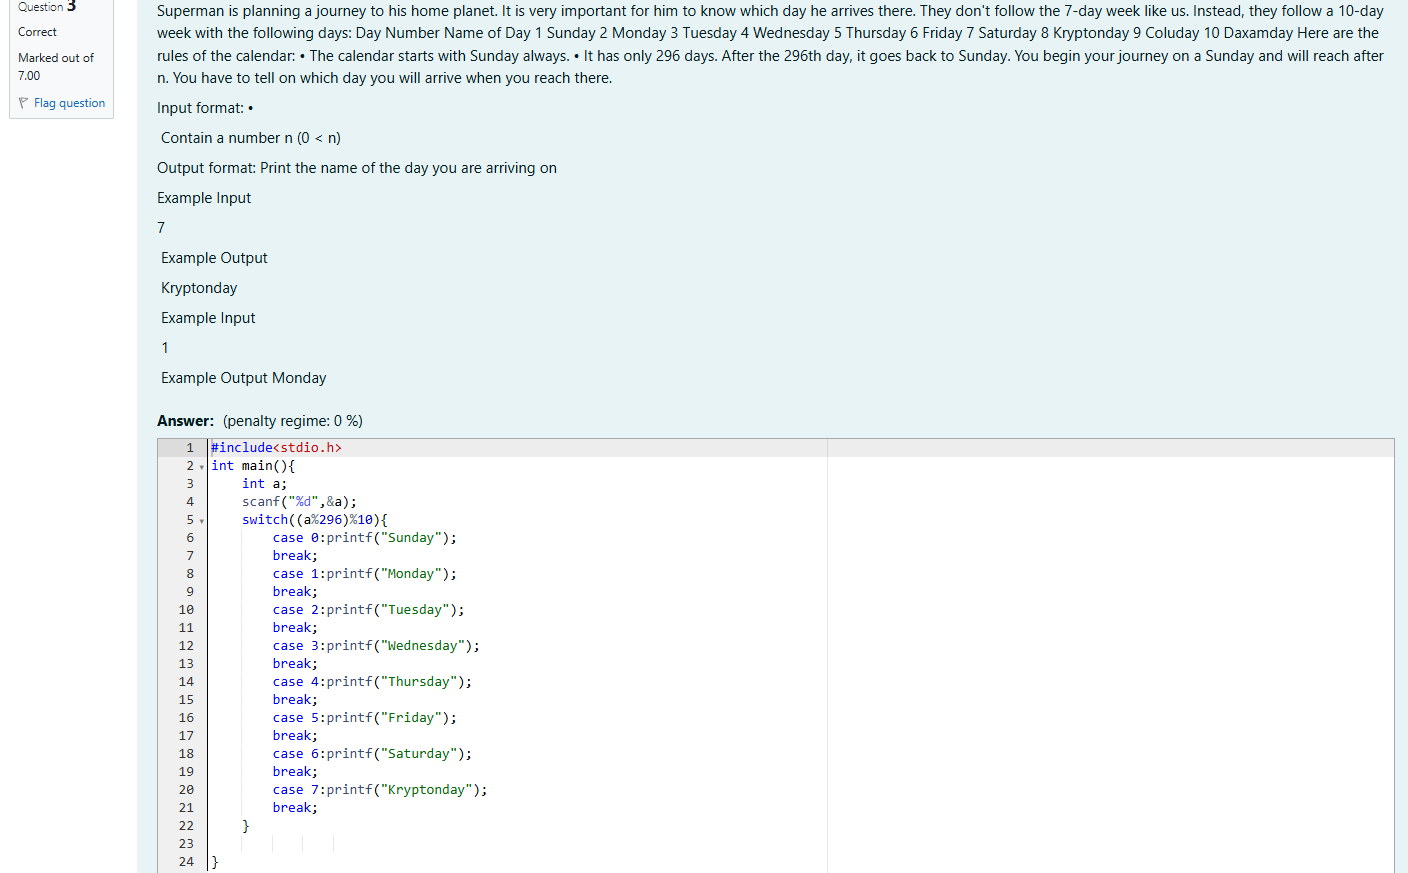 Question 3
Correct
Marked out of
7.00
Flag question
Superman is planning a journey to his home planet. It is very important for him to know which day he arrives there. They don't follow the 7-day week like us. Instead, they follow a 10-day
week with the following days: Day Number Name of Day 1 Sunday 2 Monday 3 Tuesday 4 Wednesday 5 Thursday 6 Friday 7 Saturday 8 Kryptonday 9 Coluday 10 Daxamday Here are the
rules of the calendar: • The calendar starts with Sunday always. • It has only 296 days. After the 296th day, it goes back to Sunday. You begin your journey on a Sunday and will reach after
n. You have to tell on which day you will arrive when you reach there.
Input format: •
Contain a number n (0 < n)
Output format: Print the name of the day you are arriving on
Example Input
7
Example Output
Kryptonday
Example Input
1
Example Output Monday
Answer: (penalty regime: 0 %)
1 #include<stdio.h>
2 int main(){
3 int a;
4 scanf("%d",&a);
5 switch((a%296)%10){
6 case 0:printf("Sunday");
7 break;
8 case 1:printf("Monday");
9 break;
10 case 2:printf("Tuesday");
11 break;
12 case 3:printf("Wednesday");
13 break;
14 case 4:printf("Thursday");
15 break;
16 case 5:printf("Friday");
17 break;
18 case 6:printf("Saturday");
19 break;
20 case 7:printf("Kryptonday");
21 break;
22 }
23
24 }